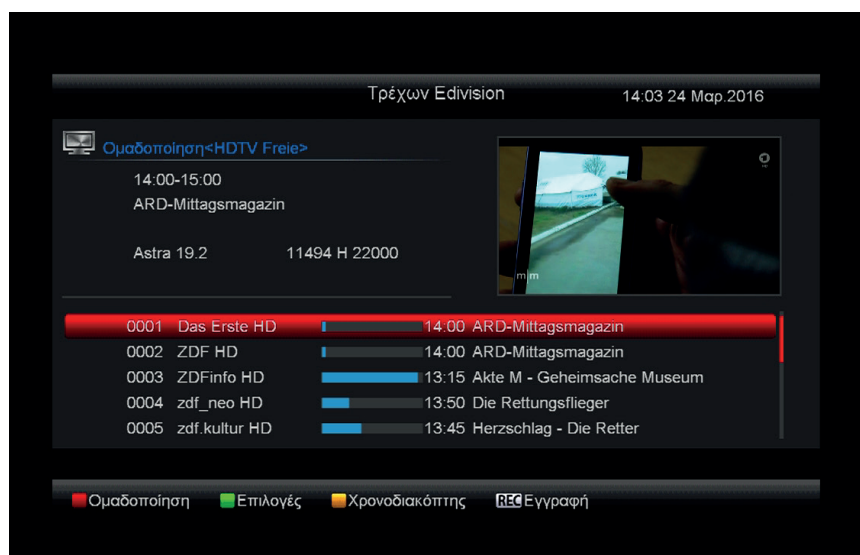 Τρέχων Edivision
14:03 24 Μαρ.2016
Ομαδοποίηση<HDTV Freie>
14:00-15:00
ARD-Mittagsmagazin
Astra 19.2 11494 H 22000
m|m
0001 Das Erste HD 14:00 ARD-Mittagsmagazin
0002 ZDF HD 14:00 ARD-Mittagsmagazin
0003 ZDFinfo HD 13:15 Akte M - Geheimsache Museum
0004 zdf_neo HD 13:50 Die Rettungsflieger
0005 zdf.kultur HD 13:45 Herzschlag - Die Retter
Ομαδοποίηση Επιλογές Χρονοδιακόπτης REC Εγγραφή